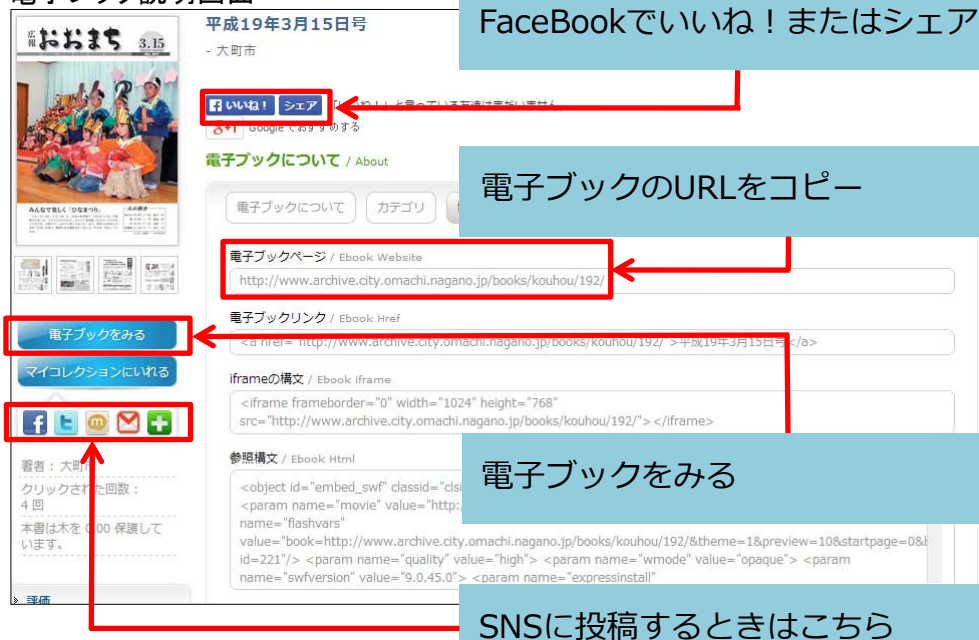 平成19年3月15日号
- 大町市
広報おおまち 3.15
みんなで楽しく「ひなまつり」
FaceBookでいいね！またはシェア
いいね！ シェア
Google でおすすめする
電子ブックについて / About
電子ブックについて カテゴリ
電子ブックのURLをコピー
電子ブックページ / Ebook Website
http://www.archive.city.omachi.nagano.jp/books/kouhou/192/
電子ブックリンク / Ebook Href
<a href="http://www.archive.city.omachi.nagano.jp/books/kouhou/192/">平成19年3月15日号</a>
電子ブックをみる
マイコレクションにいれる
iframeの構文 / Ebook iframe
<iframe frameborder="0" width="1024" height="768"
src="http://www.archive.city.omachi.nagano.jp/books/kouhou/192/"></iframe>
電子ブックをみる
参照構文 / Ebook Html
<object id="embed_swf" classid="clsi
<param name="movie" value="http:
name="flashvars"
value="book=http://www.archive.city.omachi.nagano.jp/books/kouhou/192/&theme=1&preview=10&startpage=0&
id=221"/> <param name="quality" value="high"> <param name="wmode" value="opaque"> <param
name="swfversion" value="9.0.45.0"> <param name="expressinstall"
著者： 大町
クリックされた回数：
4 回
本書は木を 0.00 保護して
います。
評価
SNSに投稿するときはこちら